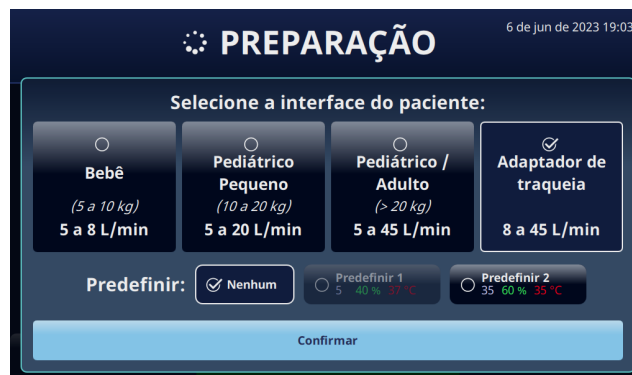 6 de jun de 2023 19:03
PREPARAÇÃO
Selecione a interface do paciente:
Bebê
(5 a 10 kg)
5 a 8 L/min
Pediátrico
Pequeno
(10 a 20 kg)
5 a 20 L/min
Pediátrico /
Adulto
(> 20 kg)
5 a 45 L/min
Adaptador de
traqueia
8 a 45 L/min
Predefinir:
Nenhum
Predefinir 1
5 40 % 37 °C
Predefinir 2
35 60 % 35 °C
Confirmar